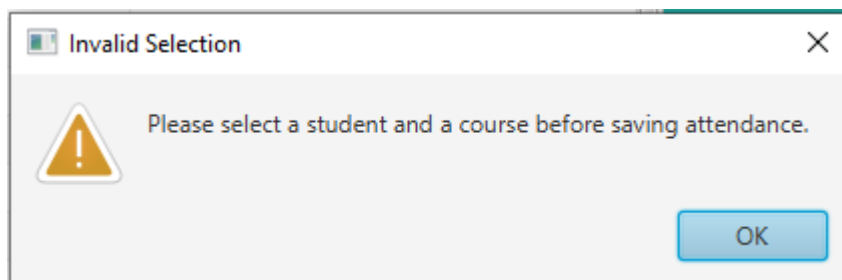 Invalid Selection
Please select a student and a course before saving attendance.
OK